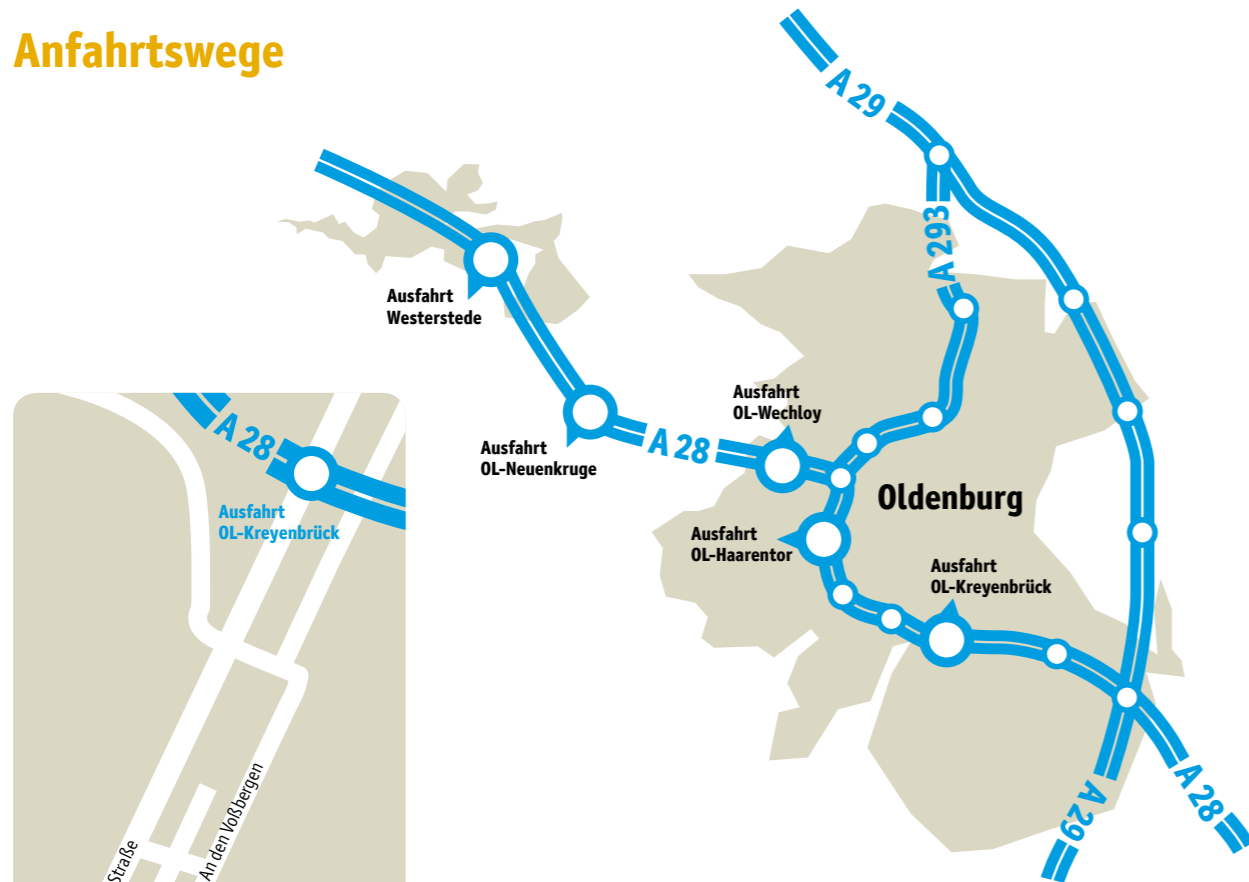 Anfahrtswege
A 29
A 293
Ausfahrt
Westerstede
Ausfahrt
OL-Wechloy
Ausfahrt
OL-Neuenkruge
A 28
Oldenburg
Ausfahrt
OL-Haarentor
Ausfahrt
OL-Kreyenbrück
A 29
A 28
A 28
Ausfahrt
OL-Kreyenbrück
Straße
An den Voßbergen